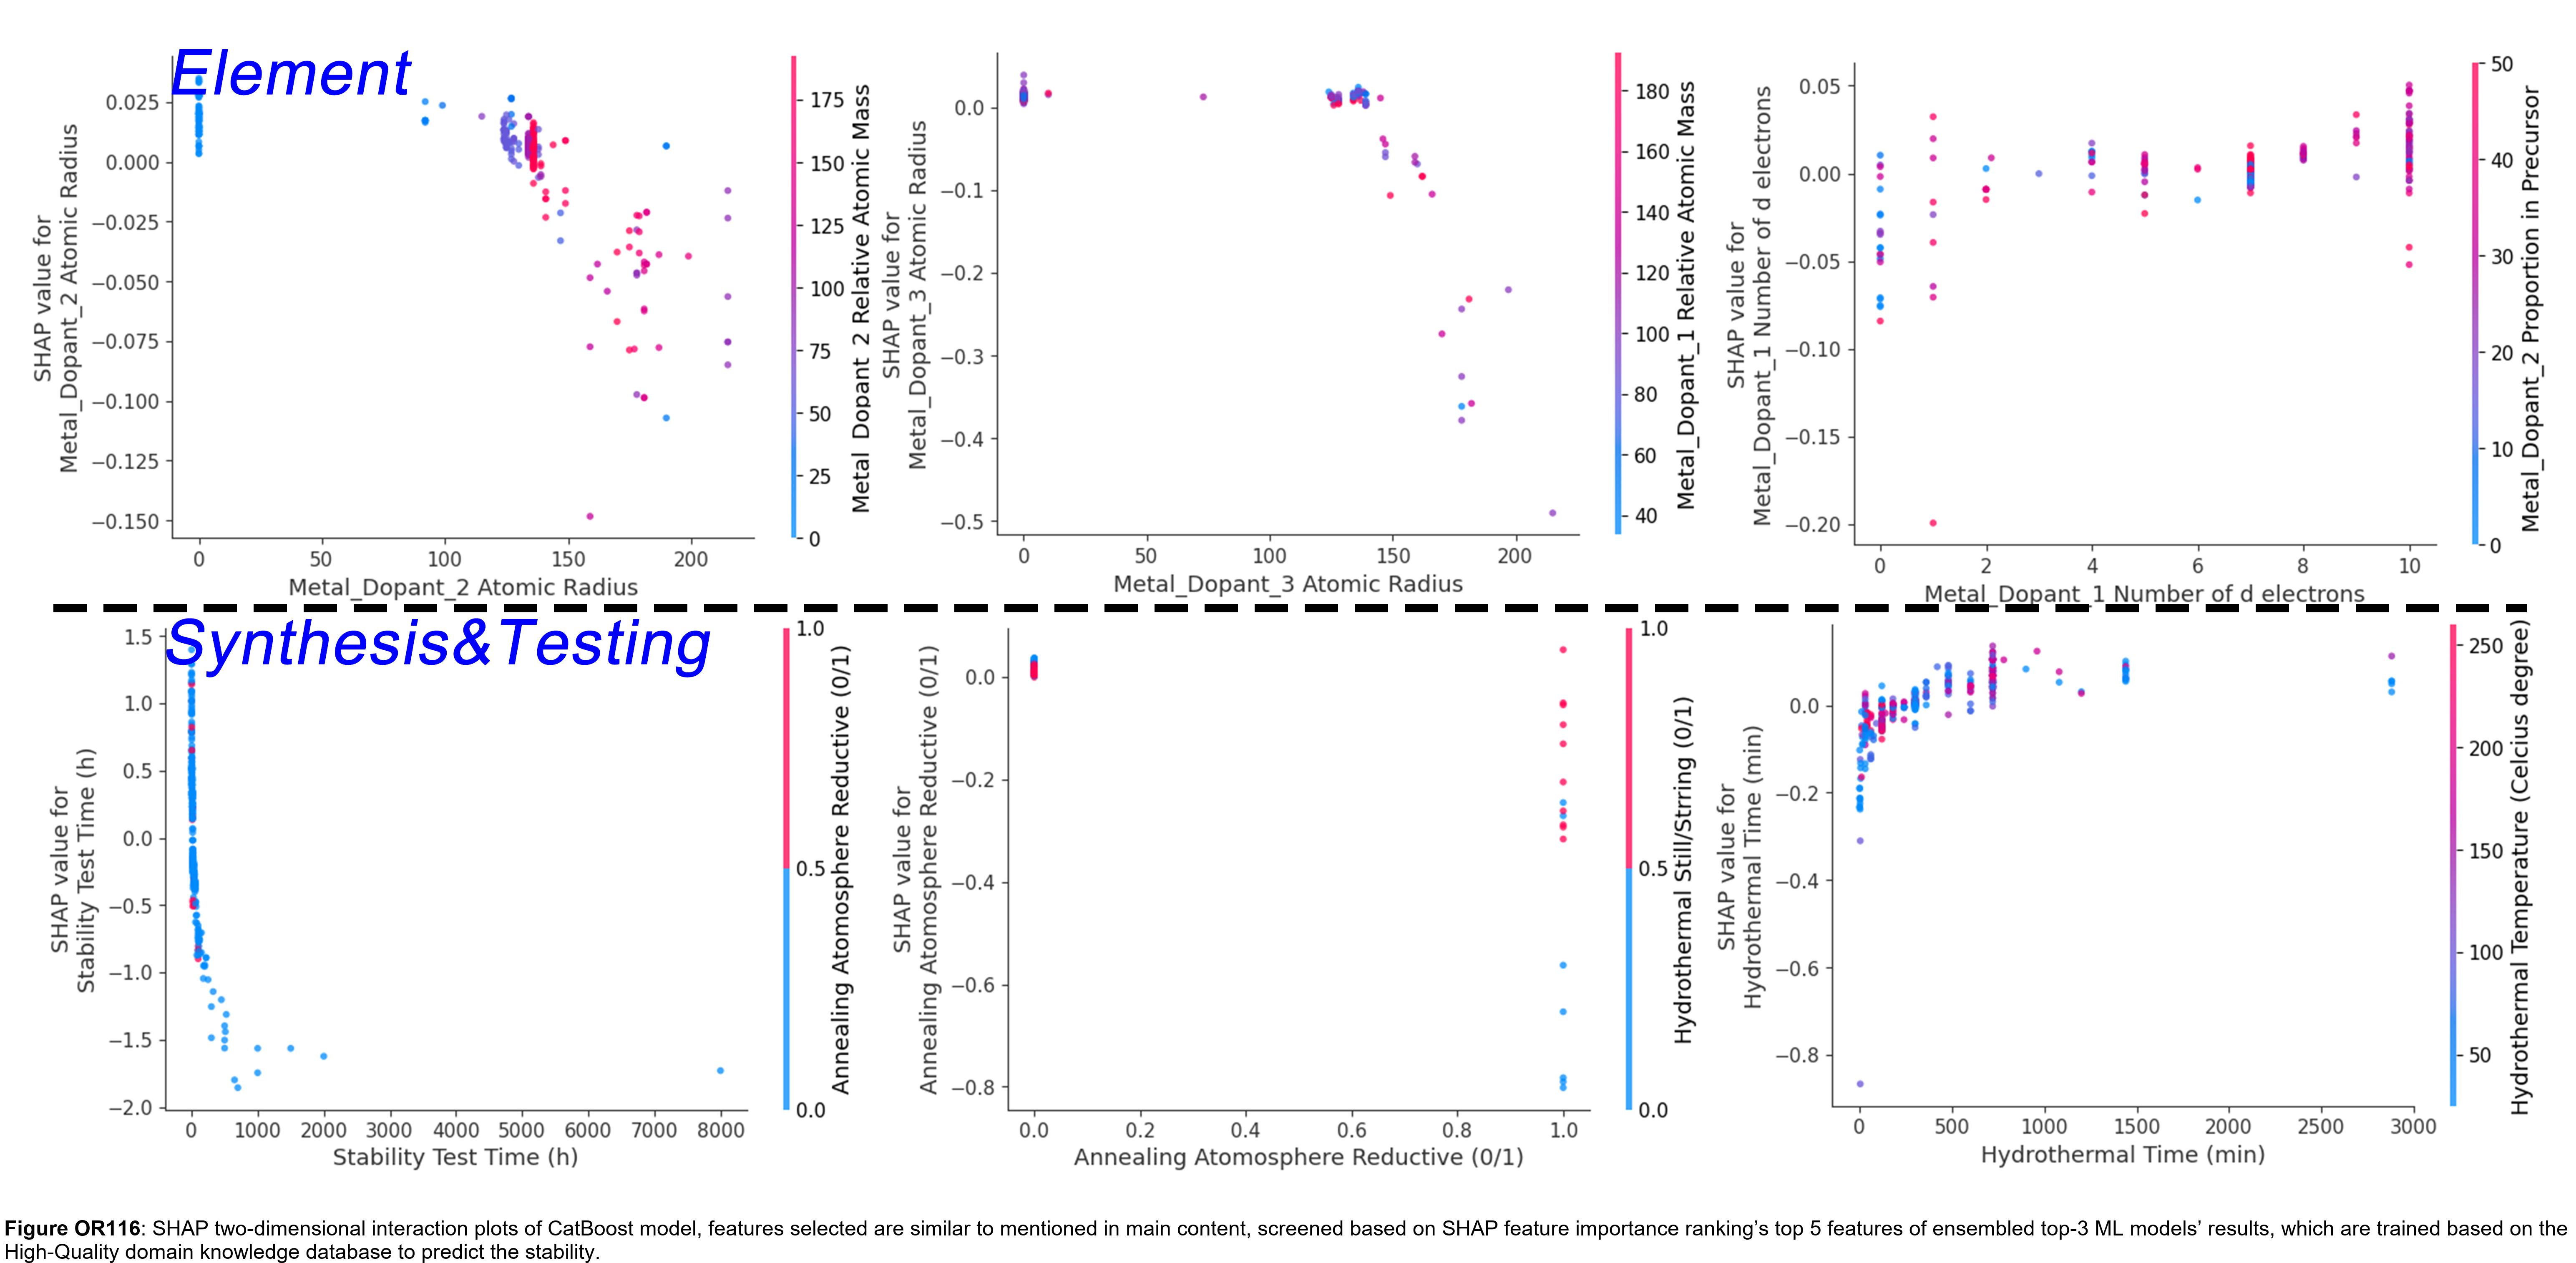 Element
0.025
0.000
−0.025
−0.050
−0.075
−0.100
−0.125
−0.150
SHAP value for
Metal_Dopant_2 Atomic Radius
0 50 100 150 200
Metal_Dopant_2 Atomic Radius
175
150
125
100
75
50
25
0
Metal_Dopant_2 Relative Atomic Mass
0.0
−0.1
−0.2
−0.3
−0.4
−0.5
SHAP value for
Metal_Dopant_3 Atomic Radius
0 50 100 150 200
Metal_Dopant_3 Atomic Radius
180
160
140
120
100
80
60
40
Metal_Dopant_1 Relative Atomic Mass
0.05
0.00
−0.05
−0.10
−0.15
−0.20
SHAP value for
Metal_Dopant_1 Number of d electrons
0 2 4 6 8 10
Metal_Dopant_1 Number of d electrons
50
40
30
20
10
0
Metal_Dopant_2 Proportion in Precursor
Synthesis&Testing
1.5
1.0
0.5
0.0
−0.5
−1.0
−1.5
−2.0
SHAP value for
Stability Test Time (h)
0 1000 2000 3000 4000 5000 6000 7000 8000
Stability Test Time (h)
1.0
0.5
0.0
Annealing Atomosphere Reductive (0/1)
0.0
−0.2
−0.4
−0.6
−0.8
SHAP value for
Annealing Atomosphere Reductive (0/1)
0.0 0.2 0.4 0.6 0.8 1.0
Annealing Atomosphere Reductive (0/1)
1.0
0.5
0.0
Hydrothermal Still/Strring (0/1)
0.0
−0.2
−0.4
−0.6
−0.8
SHAP value for
Hydrothermal Time (min)
0 500 1000 1500 2000 2500 3000
Hydrothermal Time (min)
250
200
150
100
50
Hydrothermal Temperature (Celcius degree)
Figure OR116: SHAP two-dimensional interaction plots of CatBoost model, features selected are similar to mentioned in main content, screened based on SHAP feature importance ranking’s top 5 features of ensembled top-3 ML models’ results, which are trained based on the
High-Quality domain knowledge database to predict the stability.